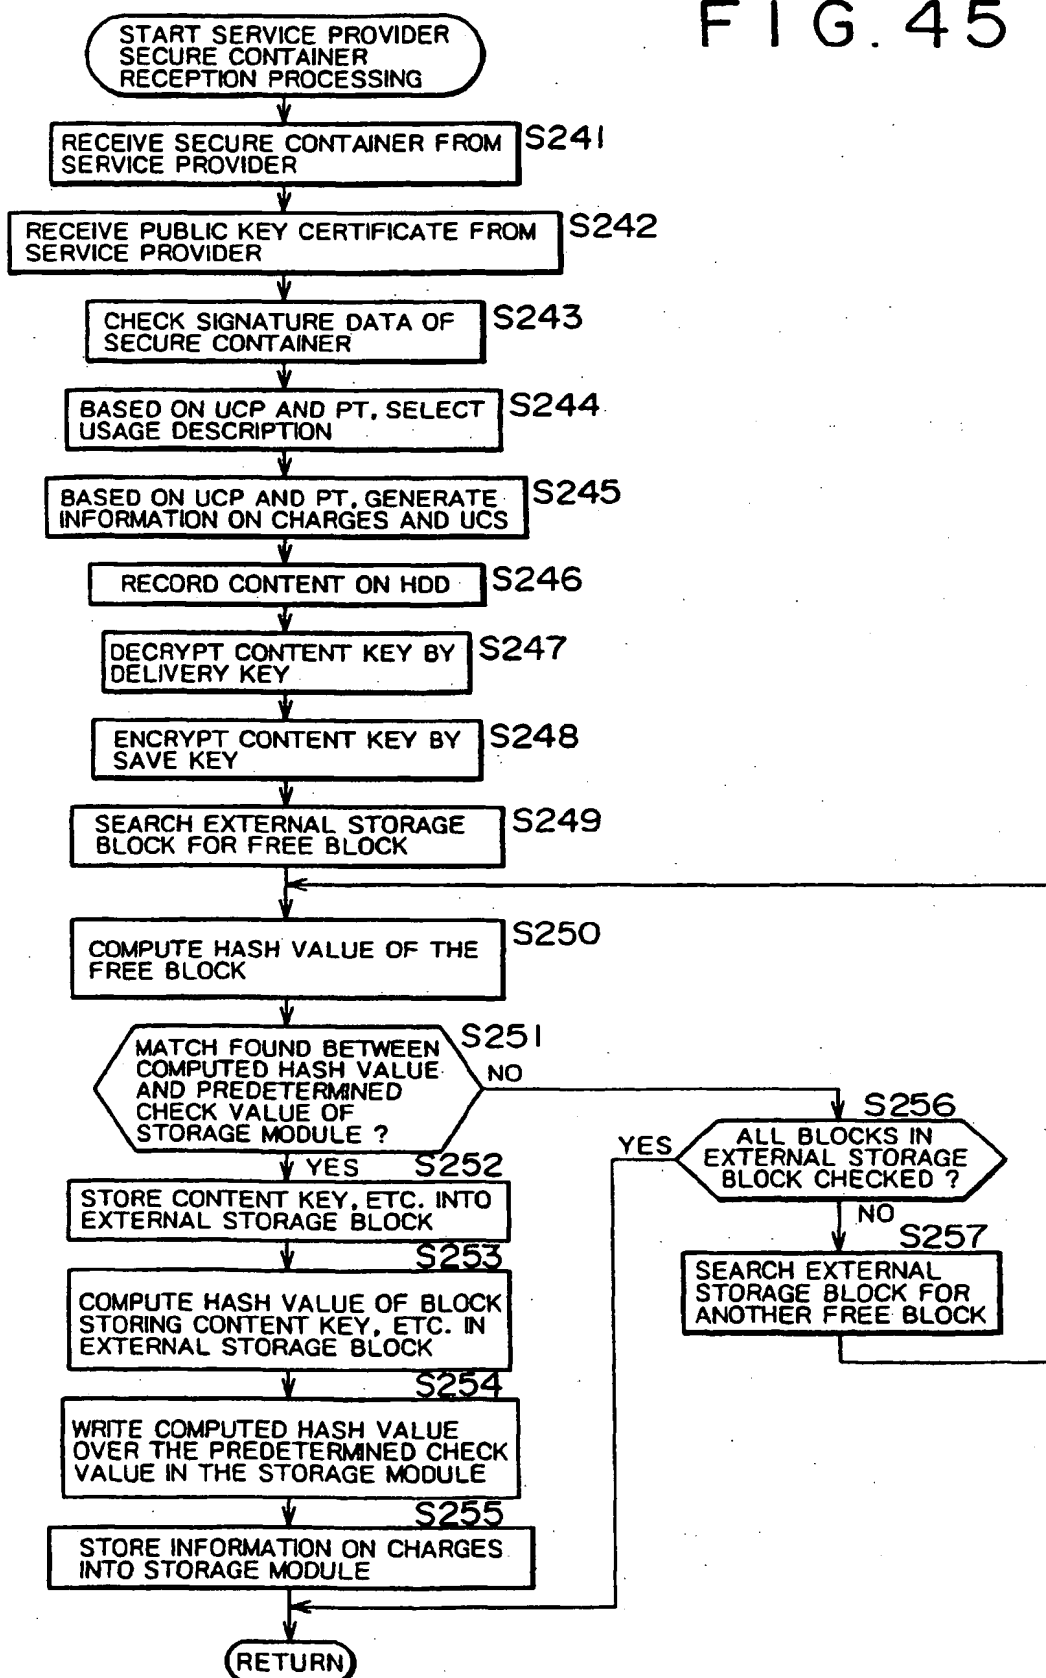 FIG. 45
START SERVICE PROVIDER
SECURE CONTAINER
RECEPTION PROCESSING
RECEIVE SECURE CONTAINER FROM
SERVICE PROVIDER
S241
RECEIVE PUBLIC KEY CERTIFICATE FROM
SERVICE PROVIDER
S242
CHECK SIGNATURE DATA OF
SECURE CONTAINER
S243
BASED ON UCP AND PT, SELECT
USAGE DESCRIPTION
S244
BASED ON UCP AND PT, GENERATE
INFORMATION ON CHARGES AND UCS
S245
RECORD CONTENT ON HDD
S246
DECRYPT CONTENT KEY BY
DELIVERY KEY
S247
ENCRYPT CONTENT KEY BY
SAVE KEY
S248
SEARCH EXTERNAL STORAGE
BLOCK FOR FREE BLOCK
S249
COMPUTE HASH VALUE OF THE
FREE BLOCK
S250
MATCH FOUND BETWEEN
COMPUTED HASH VALUE
AND PREDETERMINED
CHECK VALUE OF
STORAGE MODULE ?
S251
NO
YES
S252
STORE CONTENT KEY, ETC. INTO
EXTERNAL STORAGE BLOCK
S253
COMPUTE HASH VALUE OF BLOCK
STORING CONTENT KEY, ETC. IN
EXTERNAL STORAGE BLOCK
S254
WRITE COMPUTED HASH VALUE
OVER THE PREDETERMINED CHECK
VALUE IN THE STORAGE MODULE
S255
STORE INFORMATION ON CHARGES
INTO STORAGE MODULE
S256
ALL BLOCKS IN
EXTERNAL STORAGE
BLOCK CHECKED ?
YES
NO
S257
SEARCH EXTERNAL
STORAGE BLOCK FOR
ANOTHER FREE BLOCK
RETURN